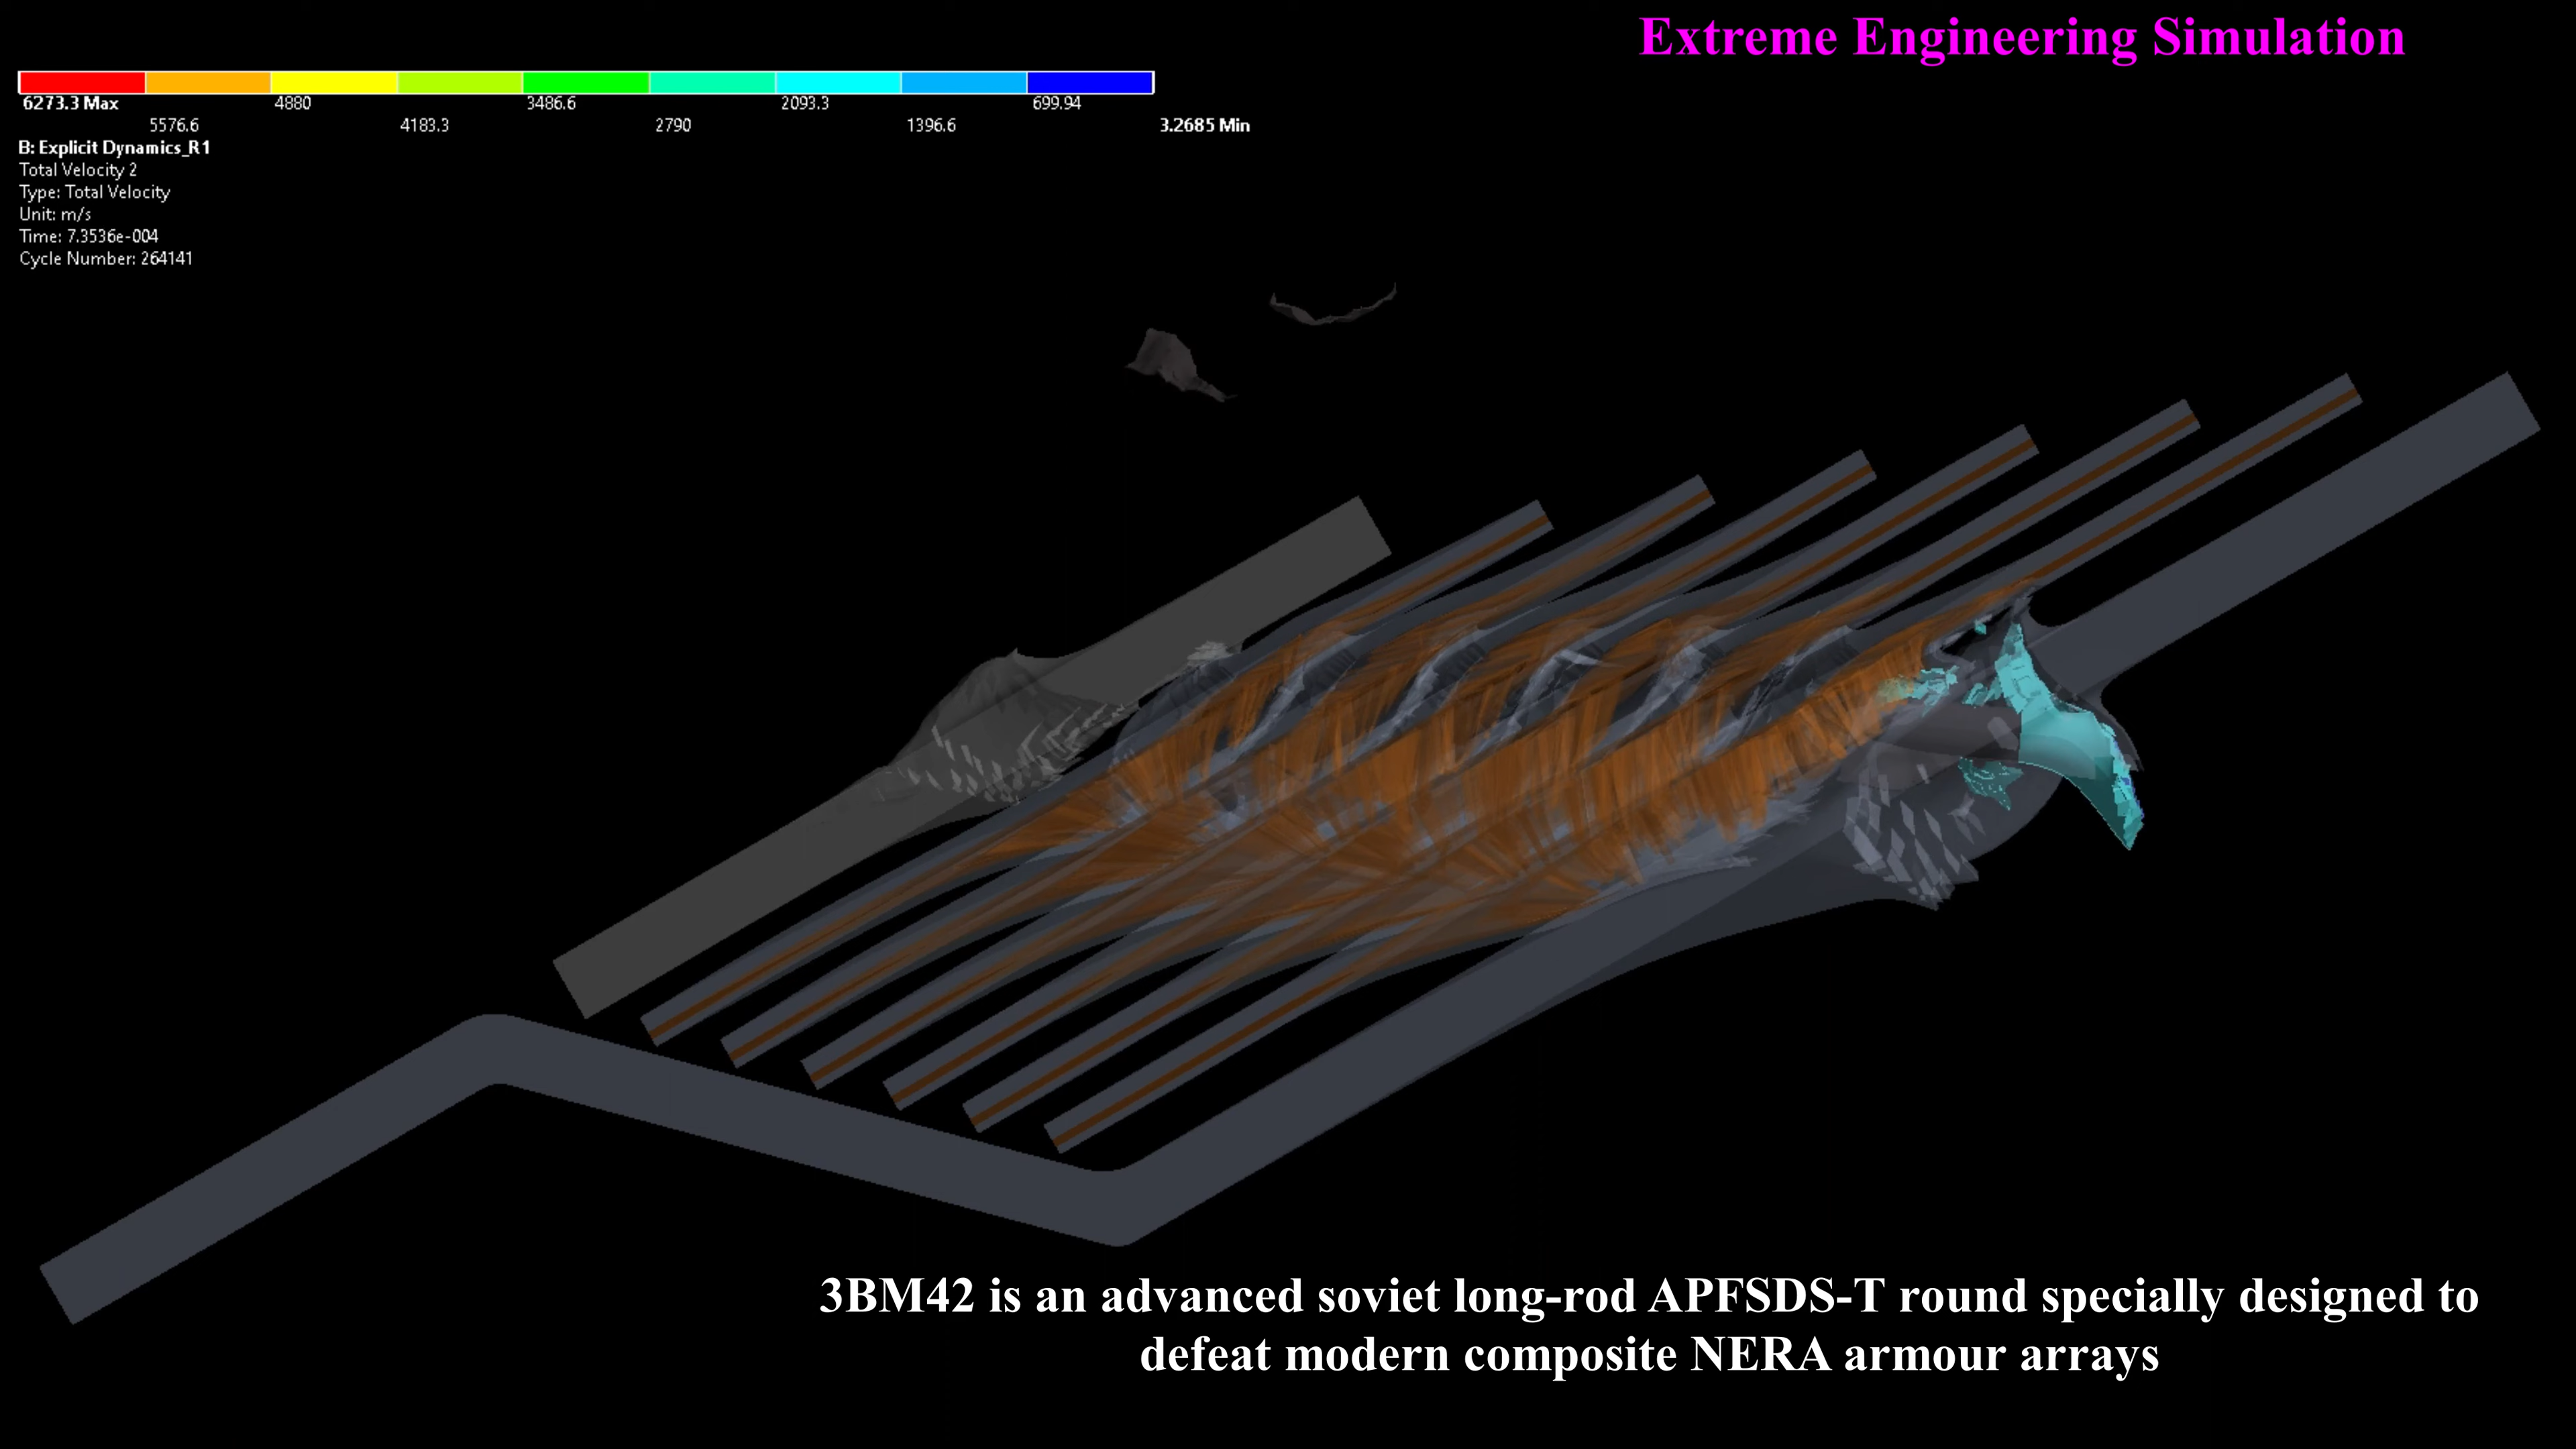 Extreme Engineering Simulation
6273.3 Max 4880 3486.6 2093.3 699.94
5576.6 4183.3 2790 1396.6 3.2685 Min
B: Explicit Dynamics_R1
Total Velocity 2
Type: Total Velocity
Unit: m/s
Time: 7.3536e-004
Cycle Number: 264141
3BM42 is an advanced soviet long-rod APFSDS-T round specially designed to
defeat modern composite NERA armour arrays